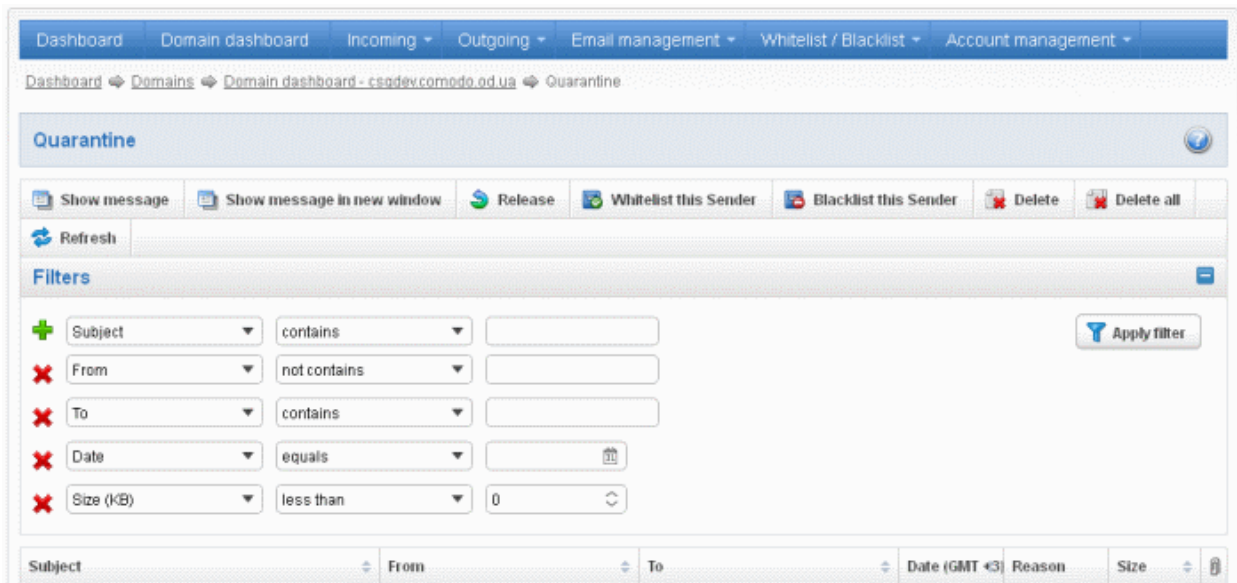 Dashboard Domain dashboard Incoming Outgoing Email management Whitelist / Blacklist Account management
Dashboard Domains Domain dashboard - csgdev.comodo.od.ua Quarantine
Quarantine
Show message Show message in new window Release Whitelist this Sender Blacklist this Sender Delete Delete all
Refresh
Filters
Subject contains Apply filter
From not contains
To contains
Date equals 31
Size (KB) less than 0
Subject From To Date (GMT +3) Reason Size